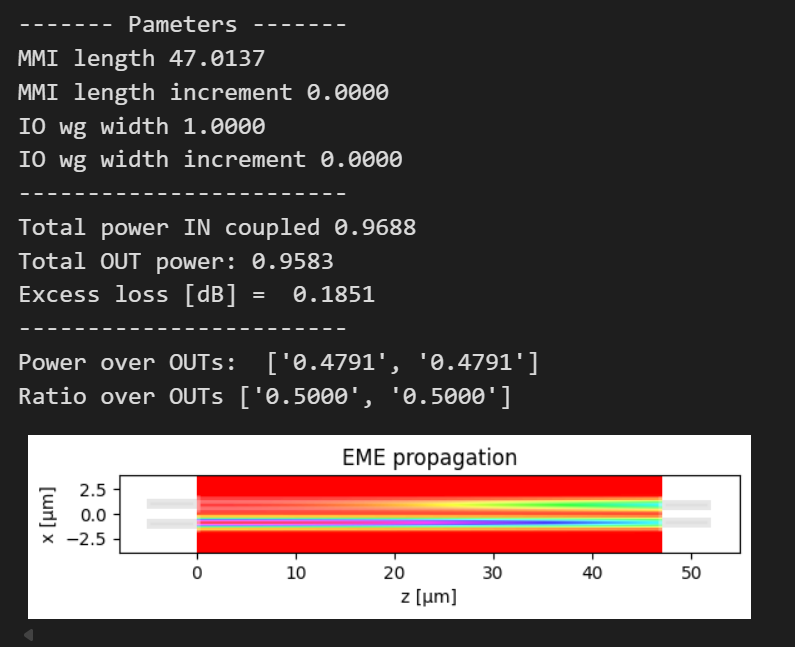 ------- Pameters -------
MMI length 47.0137
MMI length increment 0.0000
IO wg width 1.0000
IO wg width increment 0.0000
------------------------
Total power IN coupled 0.9688
Total OUT power: 0.9583
Excess loss [dB] =  0.1851
------------------------
Power over OUTs:  ['0.4791', '0.4791']
Ratio over OUTs ['0.5000', '0.5000']
EME propagation
x [μm]
2.5
0.0
−2.5
0 10 20 30 40 50
z [μm]